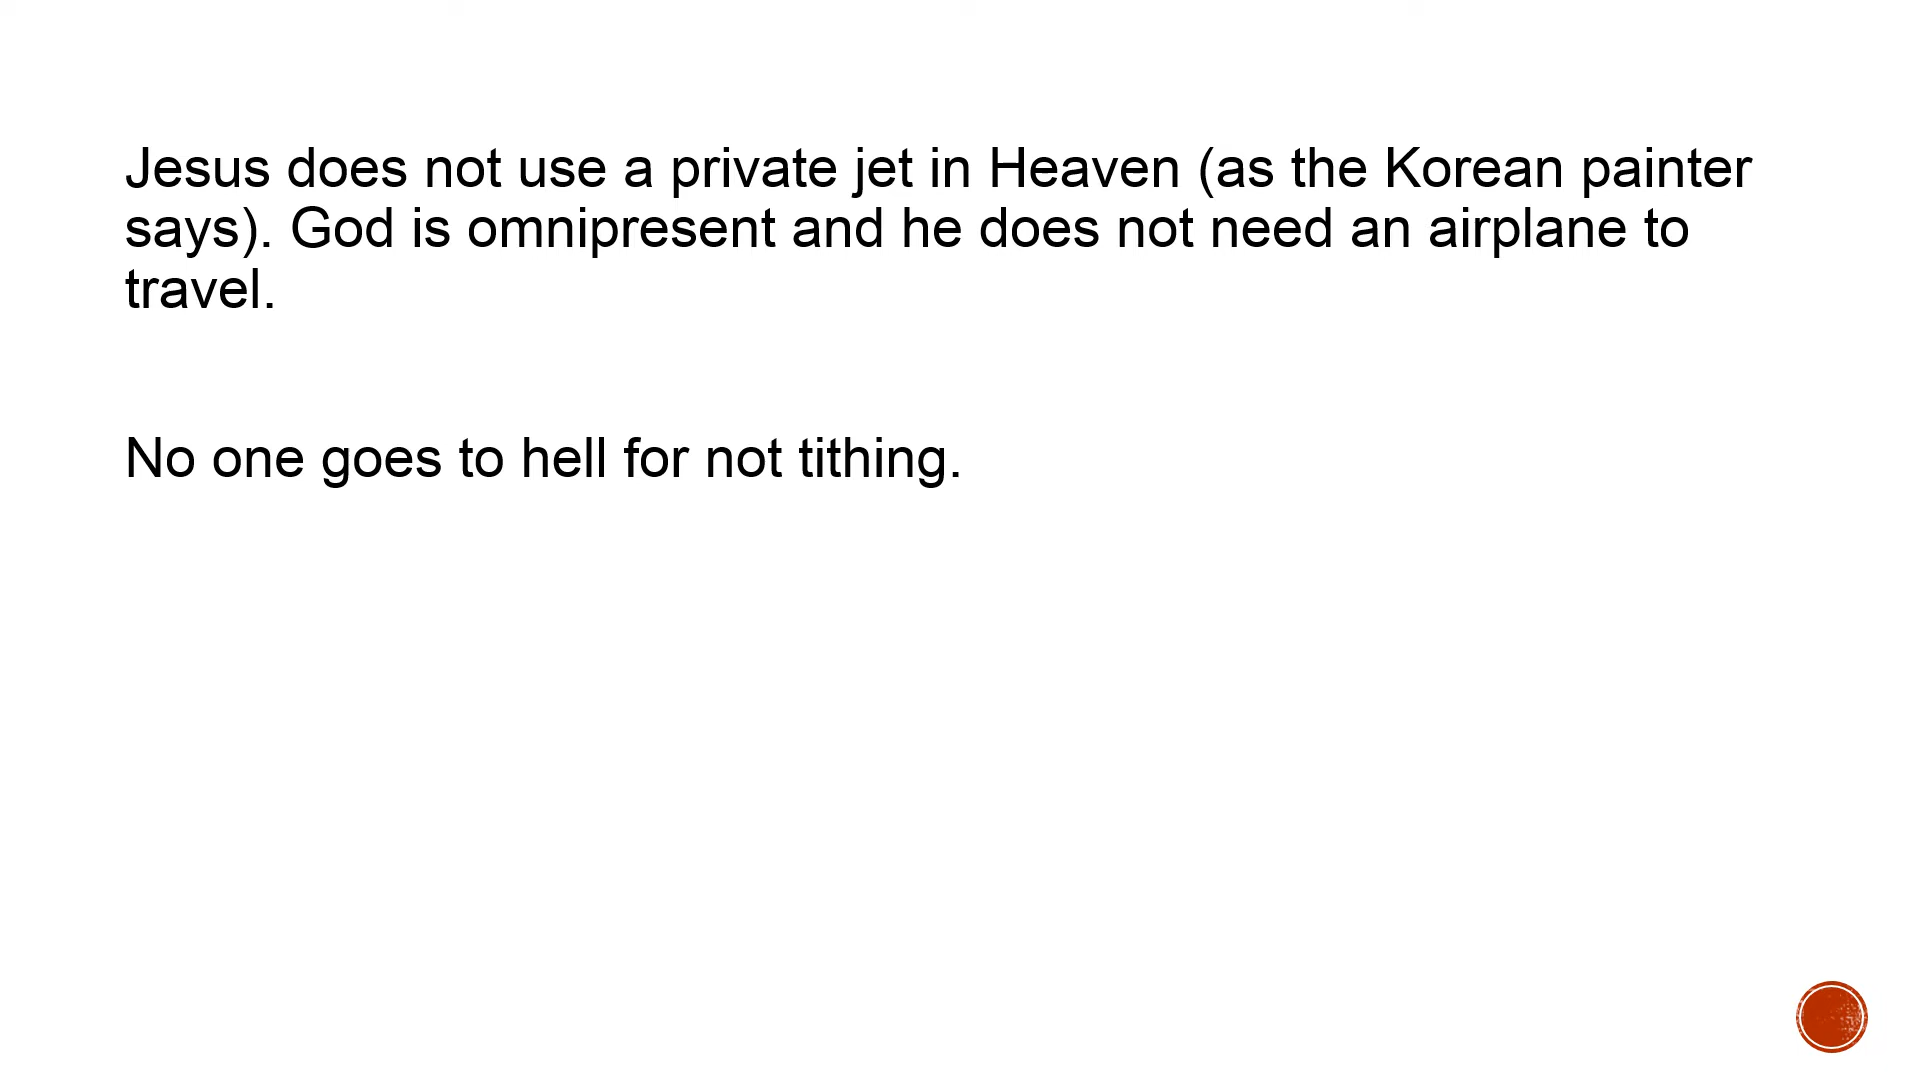 Jesus does not use a private jet in Heaven (as the Korean painter
says). God is omnipresent and he does not need an airplane to
travel.
No one goes to hell for not tithing.